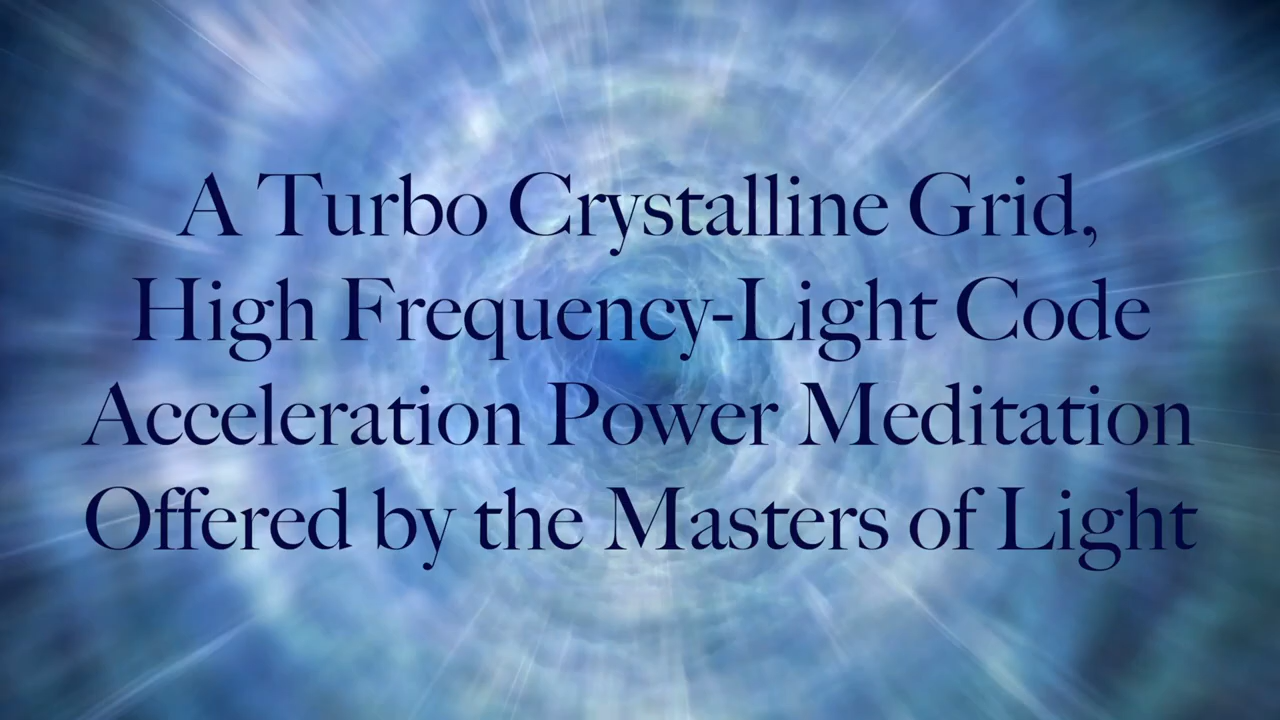 A Turbo Crystalline Grid,
High Frequency-Light Code
Acceleration Power Meditation
Offered by the Masters of Light